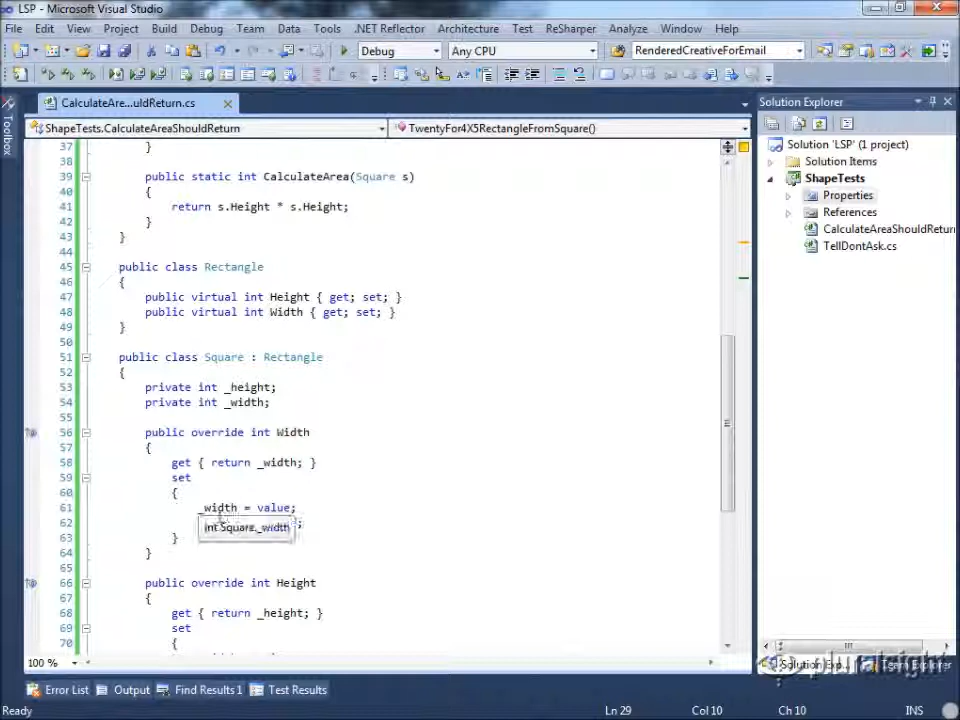 LSP - Microsoft Visual Studio
File Edit View Project Build Debug Team Data Tools .NET Reflector Architecture Test ReSharper Analyze Window Help
Debug Any CPU RenderedCreativeForEmail
Toolbox
CalculateAre...uldReturn.cs
ShapeTests.CalculateAreaShouldReturn TwentyFor4X5RectangleFromSquare()
37 }
38
39 public static int CalculateArea(Square s)
40 {
41 return s.Height * s.Height;
42 }
43 }
44
45 public class Rectangle
46 {
47 public virtual int Height { get; set; }
48 public virtual int Width { get; set; }
49 }
50
51 public class Square : Rectangle
52 {
53 private int _height;
54 private int _width;
55
56 public override int Width
57 {
58 get { return _width; }
59 set
60 {
61 _width = value;
62 ;
int Square._width
63 }
64 }
65
66 public override int Height
67 {
68 get { return _height; }
69 set
70 {
100 %
Solution Explorer
Solution 'LSP' (1 project)
Solution Items
ShapeTests
Properties
References
CalculateAreaShouldReturn
TellDontAsk.cs
Solution Exp... Team Explorer
pluralsight
Error List Output Find Results 1 Test Results
Ready Ln 29 Col 10 Ch 10 INS